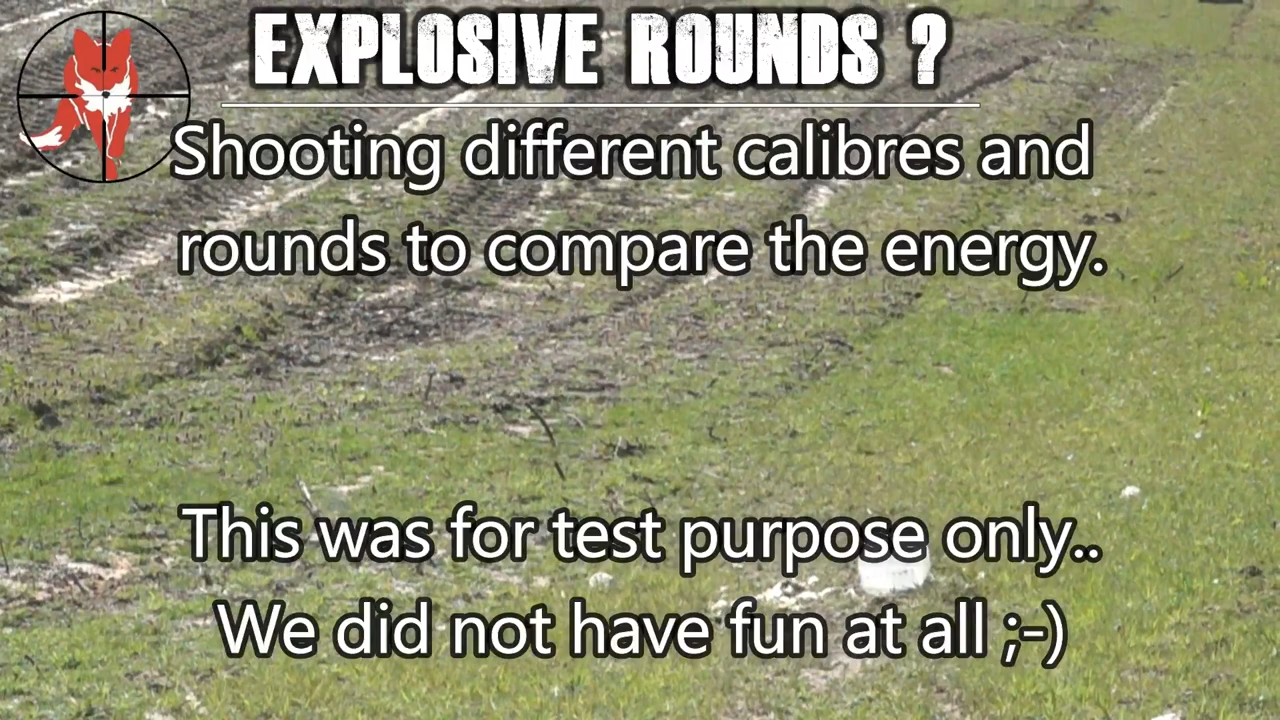 EXPLOSIVE ROUNDS ?
Shooting different calibres and
rounds to compare the energy.
This was for test purpose only..
We did not have fun at all ;-)